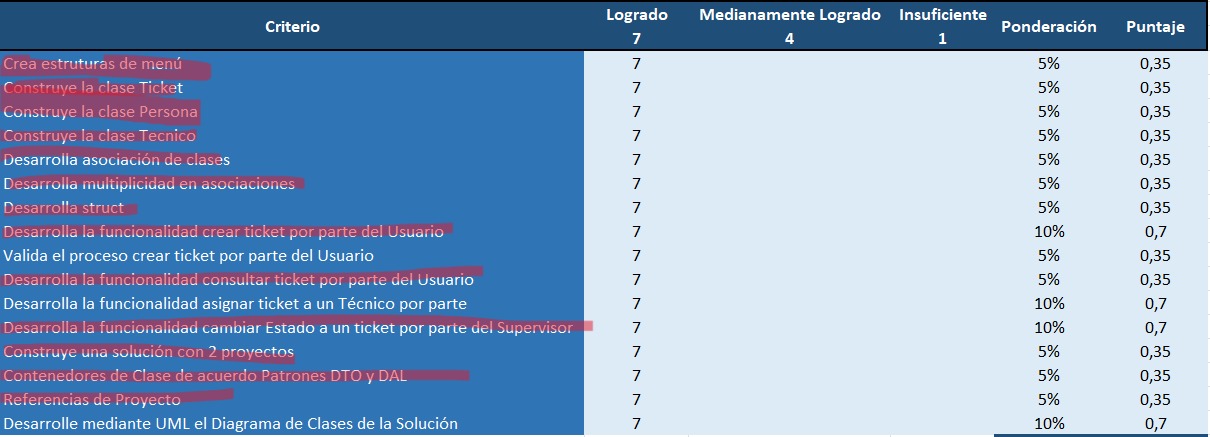 Criterio Logrado 7 Medianamente Logrado 4 Insuficiente 1 Ponderación Puntaje
Crea estruturas de menú 7 5% 0,35
Construye la clase Ticket 7 5% 0,35
Construye la clase Persona 7 5% 0,35
Construye la clase Tecnico 7 5% 0,35
Desarrolla asociación de clases 7 5% 0,35
Desarrolla multiplicidad en asociaciones 7 5% 0,35
Desarrolla struct 7 5% 0,35
Desarrolla la funcionalidad crear ticket por parte del Usuario 7 10% 0,7
Valida el proceso crear ticket por parte del Usuario 7 5% 0,35
Desarrolla la funcionalidad consultar ticket por parte del Usuario 7 5% 0,35
Desarrolla la funcionalidad asignar ticket a un Técnico por parte 7 10% 0,7
Desarrolla la funcionalidad cambiar Estado a un ticket por parte del Supervisor 7 10% 0,7
Construye una solución con 2 proyectos 7 5% 0,35
Contenedores de Clase de acuerdo Patrones DTO y DAL 7 5% 0,35
Referencias de Proyecto 7 5% 0,35
Desarrolle mediante UML el Diagrama de Clases de la Solución 7 10% 0,7